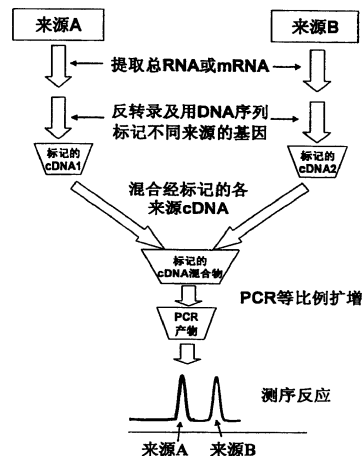 来源A 来源B
提取总RNA或mRNA
反转录及用DNA序列
标记不同来源的基因
标记的
cDNA1
标记的
cDNA2
混合经标记的各
来源cDNA
标记的
cDNA混合物
PCR等比例扩增
PCR
产物
测序反应
来源A 来源B